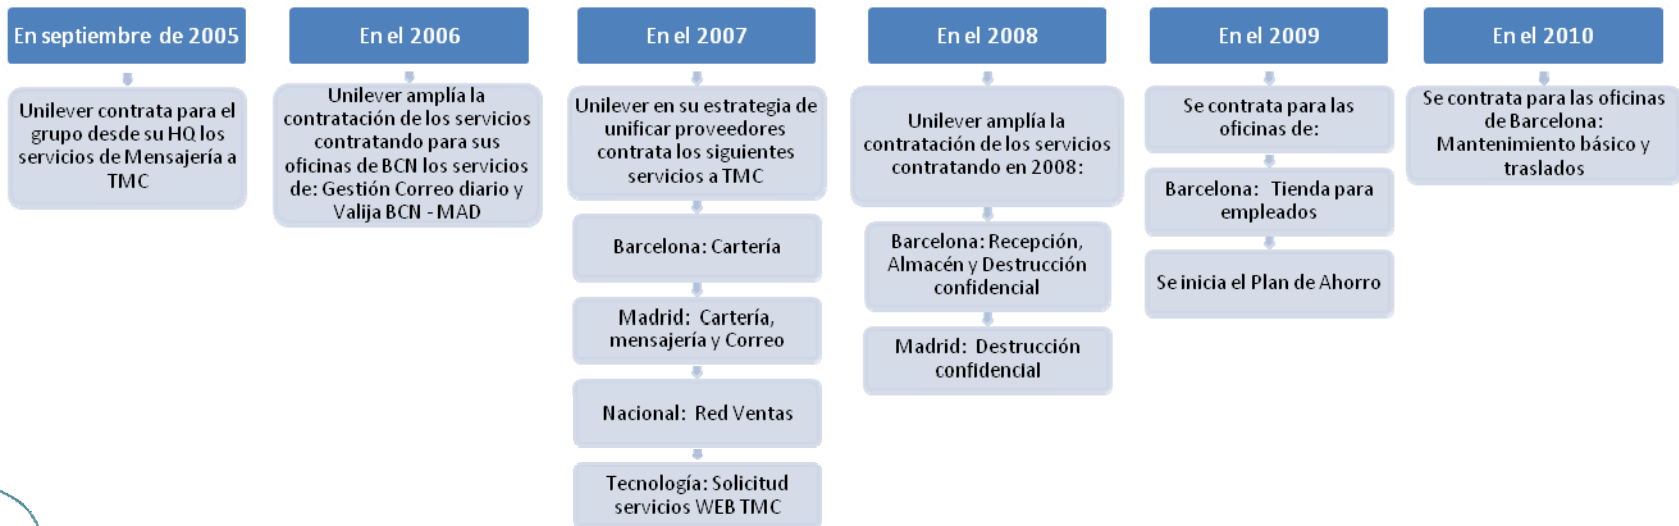 En septiembre de 2005
Unilever contrata para el
grupo desde su HQ los
servicios de Mensajería a
TMC
En el 2006
Unilever amplía la
contratación de los servicios
contratando para sus
oficinas de BCN los servicios
de: Gestión Correo diario y
Valija BCN - MAD
En el 2007
Unilever en su estrategia de
unificar proveedores
contrata los siguientes
servicios a TMC
Barcelona: Cartería
Madrid: Cartería,
mensajería y Correo
Nacional: Red Ventas
Tecnología: Solicitud
servicios WEB TMC
En el 2008
Unilever amplía la
contratación de los servicios
contratando en 2008:
Barcelona: Recepción,
Almacén y Destrucción
confidencial
Madrid: Destrucción
confidencial
En el 2009
Se contrata para las
oficinas de:
Barcelona: Tienda para
empleados
Se inicia el Plan de Ahorro
En el 2010
Se contrata para las oficinas
de Barcelona:
Mantenimiento básico y
traslados